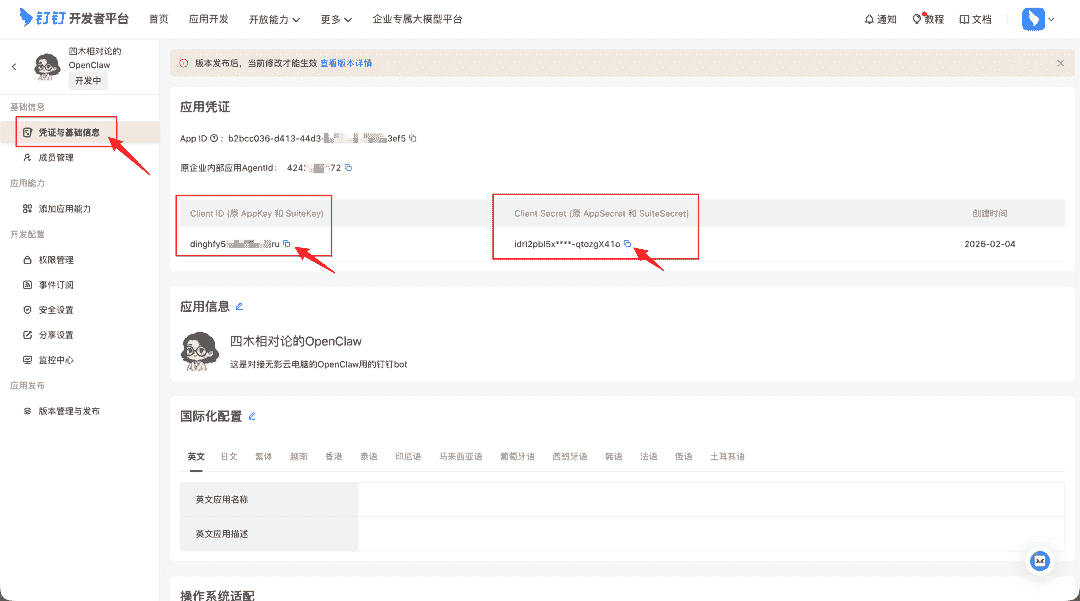 钉钉 开发者平台 首页 应用开发 开放能力 更多 企业专属大模型平台 通知 教程 文档
四木相对论的
OpenClaw
开发中
版本发布后，当前修改才能生效 查看版本详情
基础信息
凭证与基础信息
成员管理
应用能力
添加应用能力
开发配置
权限管理
事件订阅
安全设置
分享设置
监控中心
应用发布
版本管理与发布
应用凭证
App ID : b2bcc036-d413-44d3- 3ef5
原企业内部应用AgentId： 424 72
Client ID (原 AppKey 和 SuiteKey) Client Secret (原 AppSecret 和 SuiteSecret) 创建时间
dinghfy5 ru idrl2pbI5x****-qtozgX41o 2026-02-04
应用信息
四木相对论的OpenClaw
这是对接无影云电脑的OpenClaw用的钉钉bot
国际化配置
英文 日文 繁体 越南 香港 泰语 印尼语 马来西亚语 葡萄牙语 西班牙语 韩语 法语 俄语 土耳其语
英文应用名称
英文应用描述
操作系统适配